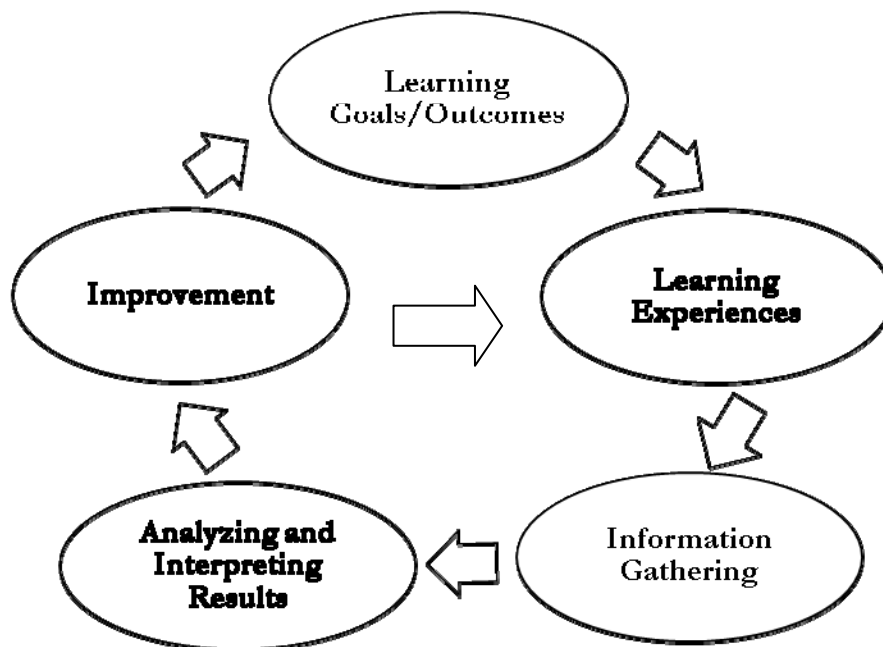 Learning
Goals/Outcomes
Improvement
Learning
Experiences
Analyzing and
Interpreting
Results
Information
Gathering